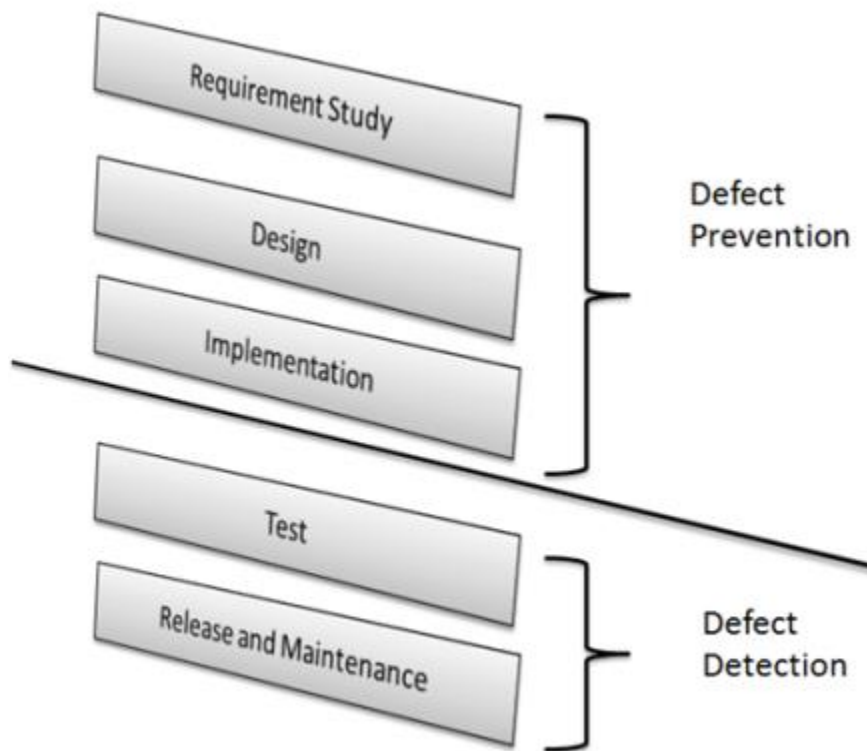 Requirement Study
Design
Implementation
Defect
Prevention
Test
Release and Maintenance
Defect
Detection